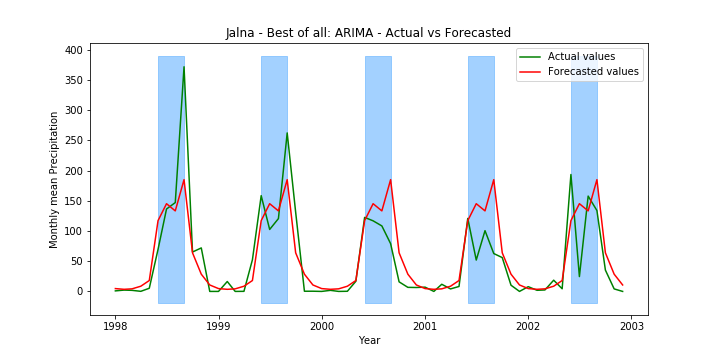 Jalna - Best of all: ARIMA - Actual vs Forecasted
Actual values
Forecasted values
Monthly mean Precipitation
400
350
300
250
200
150
100
50
0
1998 1999 2000 2001 2002 2003
Year